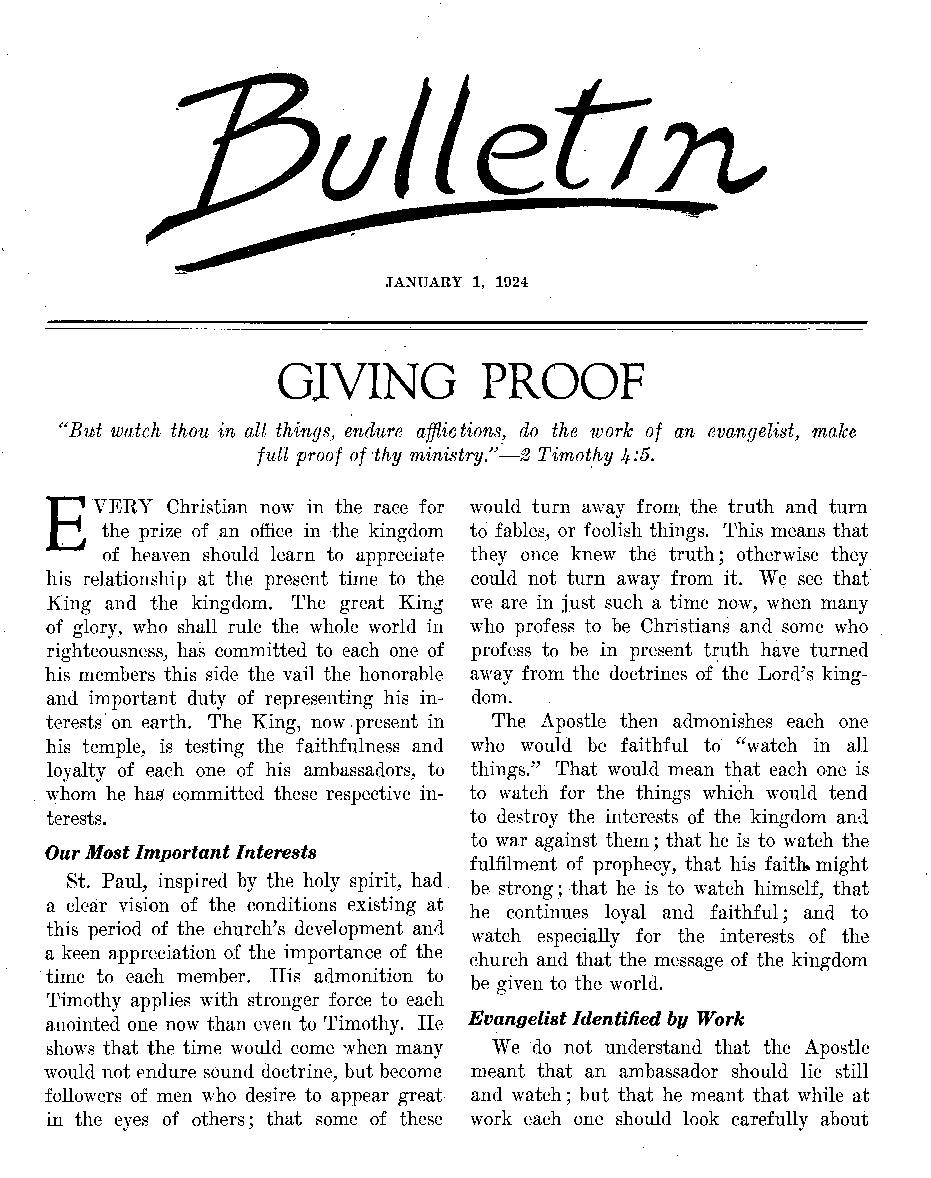 Bulletin
JANUARY 1, 1924
GIVING PROOF
"But watch thou in all things, endure afflictions, do the work of an evangelist, make
full proof of thy ministry."—2 Timothy 4:5.
EVERY Christian now in the race for
the prize of an office in the kingdom
of heaven should learn to appreciate
his relationship at the present time to the
King and the kingdom. The great King
of glory, who shall rule the whole world in
righteousness, has committed to each one of
his members this side the vail the honorable
and important duty of representing his in-
terests on earth. The King, now present in
his temple, is testing the faithfulness and
loyalty of each one of his ambassadors, to
whom he has committed these respective in-
terests.
Our Most Important Interests
St. Paul, inspired by the holy spirit, had
a clear vision of the conditions existing at
this period of the church's development and
a keen appreciation of the importance of the
time to each member. His admonition to
Timothy applies with stronger force to each
anointed one now than even to Timothy. He
shows that the time would come when many
would not endure sound doctrine, but become
followers of men who desire to appear great
in the eyes of others; that some of these
would turn away from the truth and turn
to fables, or foolish things. This means that
they once knew the truth; otherwise they
could not turn away from it. We see that
we are in just such a time now, when many
who profess to be Christians and some who
profess to be in present truth have turned
away from the doctrines of the Lord's king-
dom.
The Apostle then admonishes each one
who would be faithful to "watch in all
things." That would mean that each one is
to watch for the things which would tend
to destroy the interests of the kingdom and
to war against them; that he is to watch the
fulfilment of prophecy, that his faith might
be strong; that he is to watch himself, that
he continues loyal and faithful; and to
watch especially for the interests of the
church and that the message of the kingdom
be given to the world.
Evangelist Identified by Work
We do not understand that the Apostle
meant that an ambassador should lie still
and watch; but that he meant that while at
work each one should look carefully about